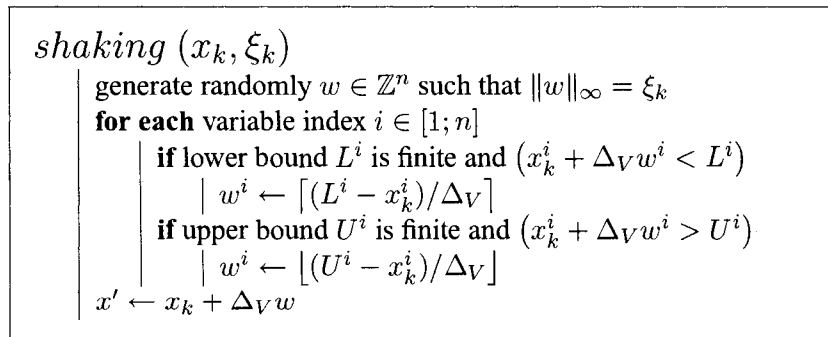 shaking (x_k, ξ_k)
generate randomly w ∈ ℤ^n such that ‖w‖_∞ = ξ_k
for each variable index i ∈ [1; n]
if lower bound L^i is finite and (x_k^i + Δ_V w^i < L^i)
w^i ← ⌈(L^i − x_k^i)/Δ_V⌉
if upper bound U^i is finite and (x_k^i + Δ_V w^i > U^i)
w^i ← ⌊(U^i − x_k^i)/Δ_V⌋
x′ ← x_k + Δ_V w